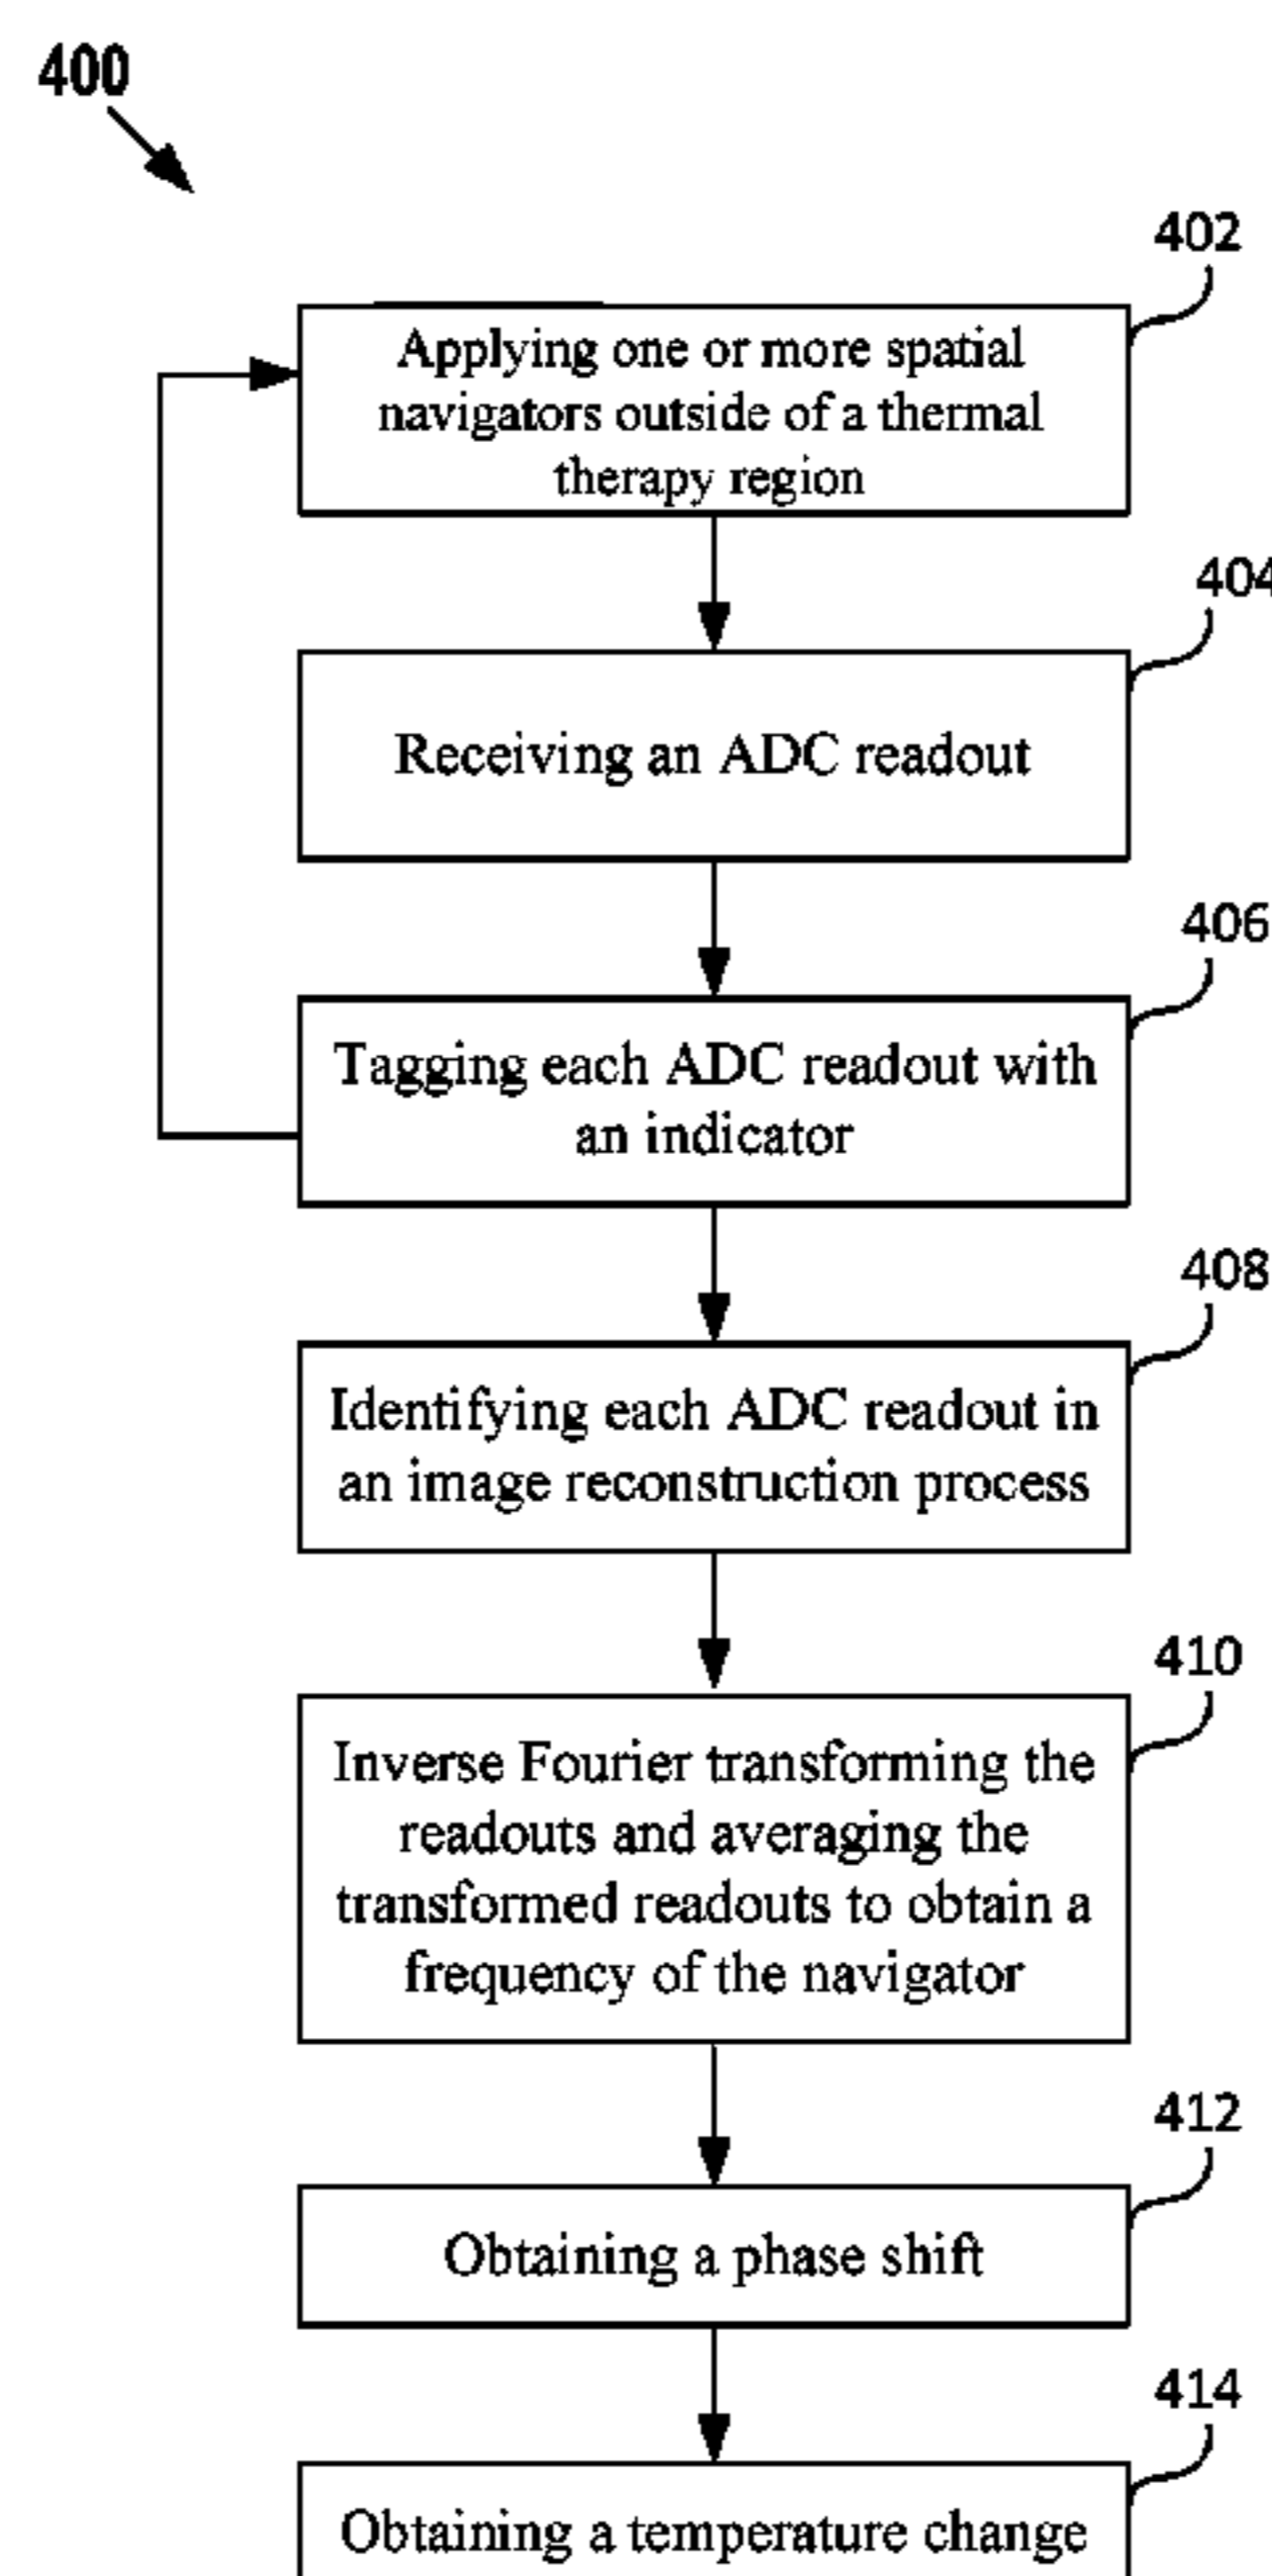 400
402
Applying one or more spatial
navigators outside of a thermal
therapy region
404
Receiving an ADC readout
406
Tagging each ADC readout with
an indicator
408
Identifying each ADC readout in
an image reconstruction process
410
Inverse Fourier transforming the
readouts and averaging the
transformed readouts to obtain a
frequency of the navigator
412
Obtaining a phase shift
414
Obtaining a temperature change